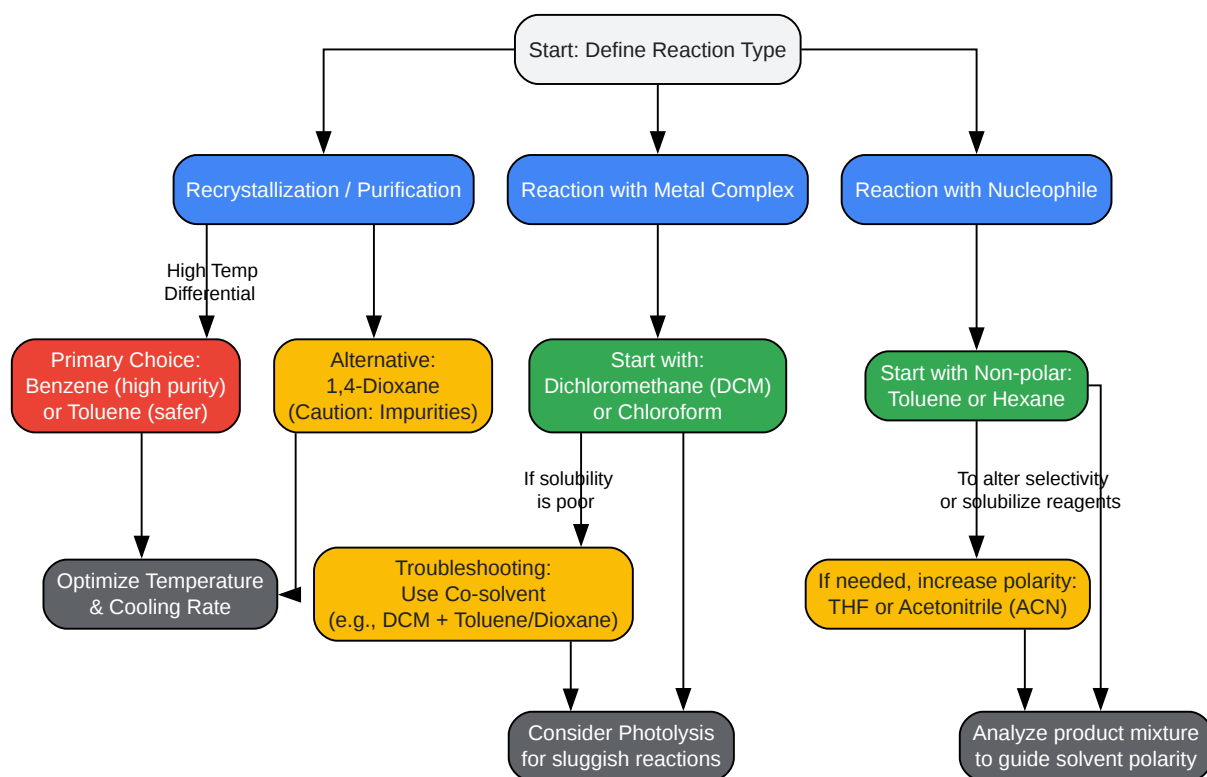 Start: Define Reaction Type
Recrystallization / Purification
Reaction with Metal Complex
Reaction with Nucleophile
High Temp
Differential
Primary Choice:
Benzene (high purity)
or Toluene (safer)
Alternative:
1,4-Dioxane
(Caution: Impurities)
Start with:
Dichloromethane (DCM)
or Chloroform
Start with Non-polar:
Toluene or Hexane
If solubility
is poor
To alter selectivity
or solubilize reagents
Optimize Temperature
& Cooling Rate
Troubleshooting:
Use Co-solvent
(e.g., DCM + Toluene/Dioxane)
If needed, increase polarity:
THF or Acetonitrile (ACN)
Consider Photolysis
for sluggish reactions
Analyze product mixture
to guide solvent polarity